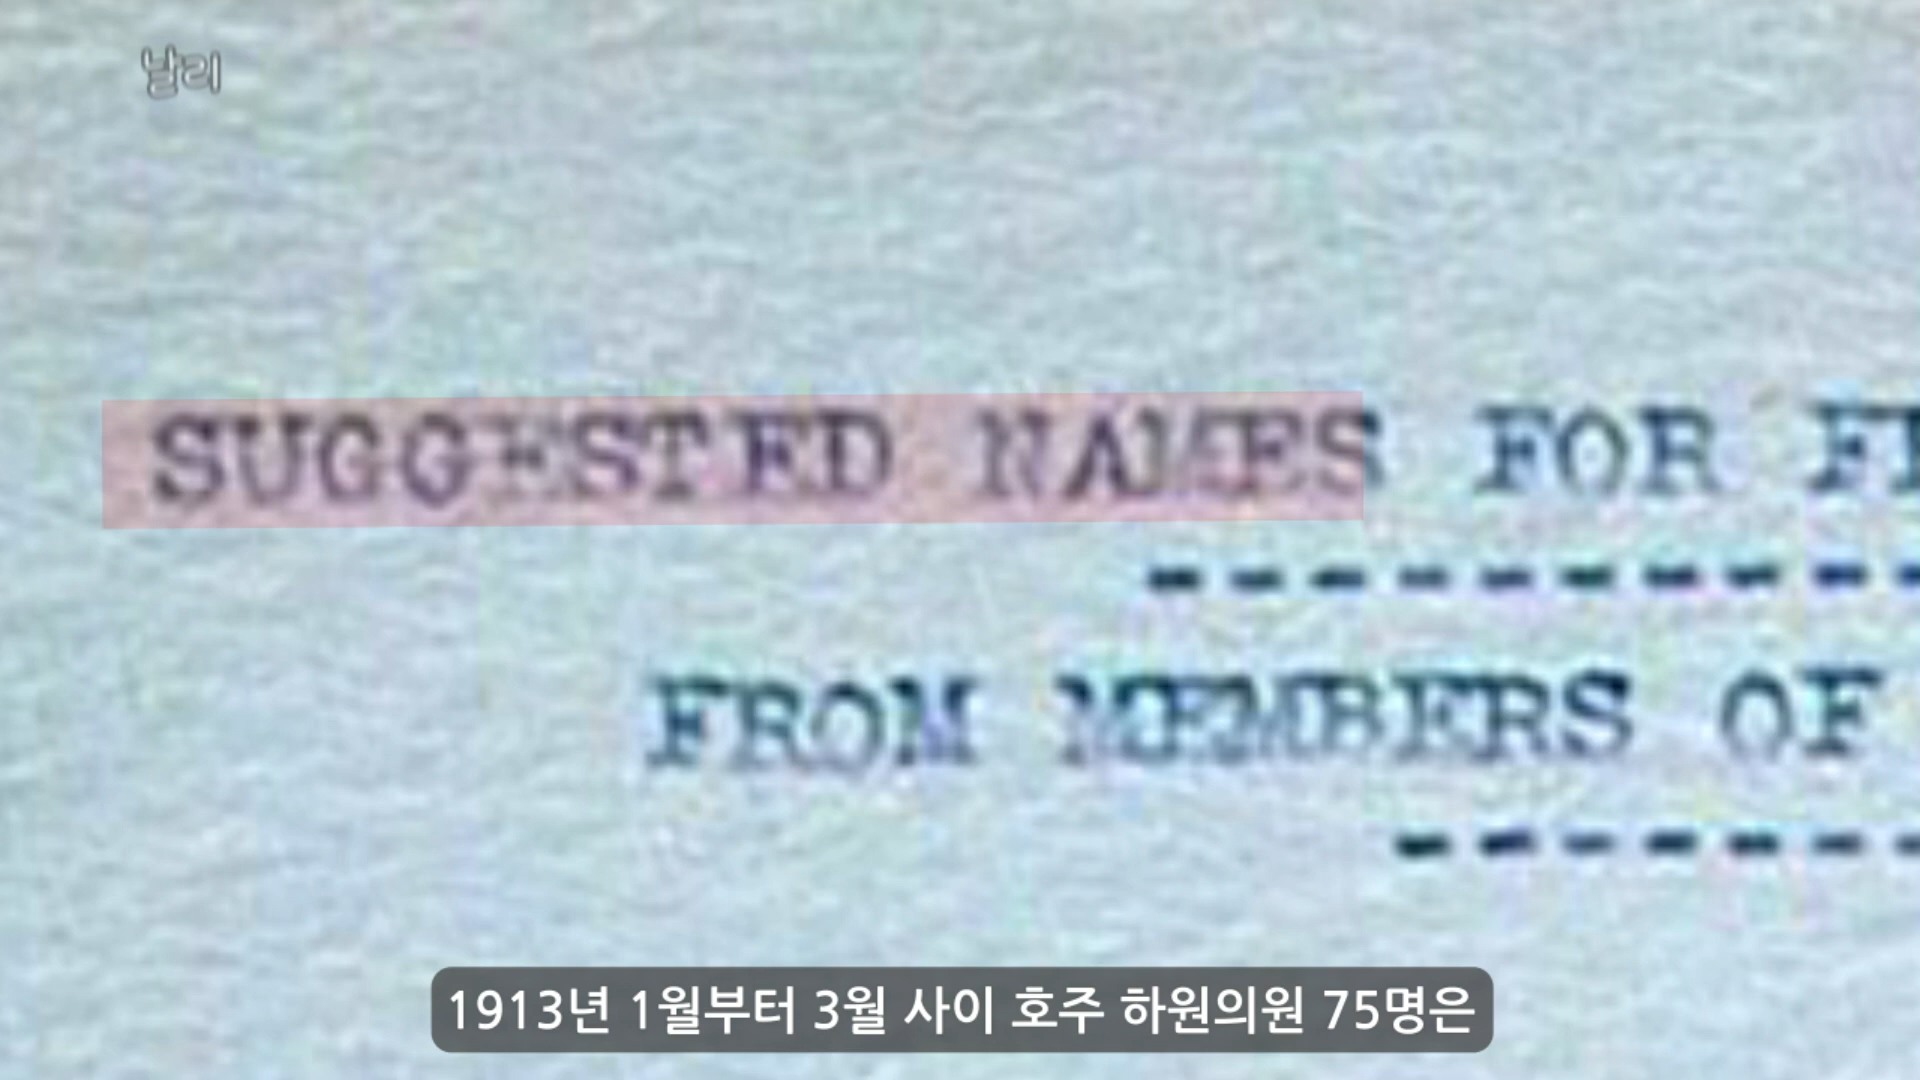 날리
SUGGESTED NAMES FOR
FROM MEMBERS OF
1913년 1월부터 3월 사이 호주 하원의원 75명은